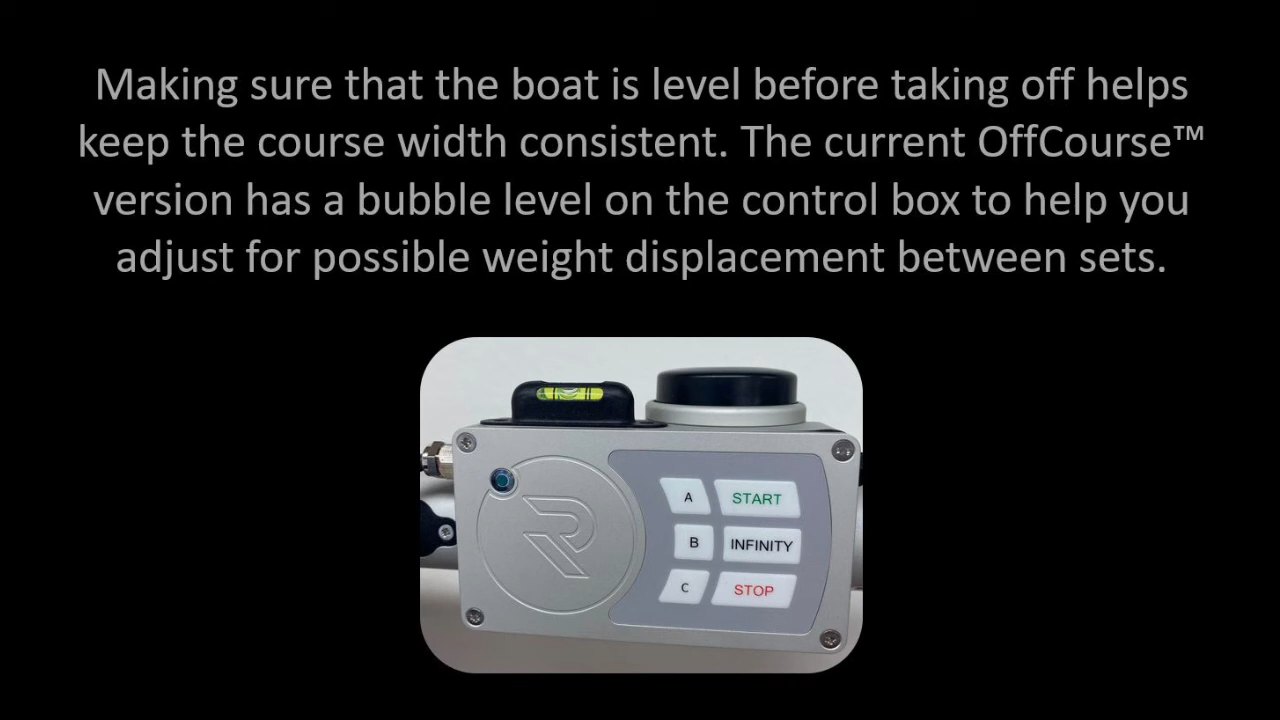 Making sure that the boat is level before taking off helps
keep the course width consistent. The current OffCourse™
version has a bubble level on the control box to help you
adjust for possible weight displacement between sets.
A START
B INFINITY
C STOP